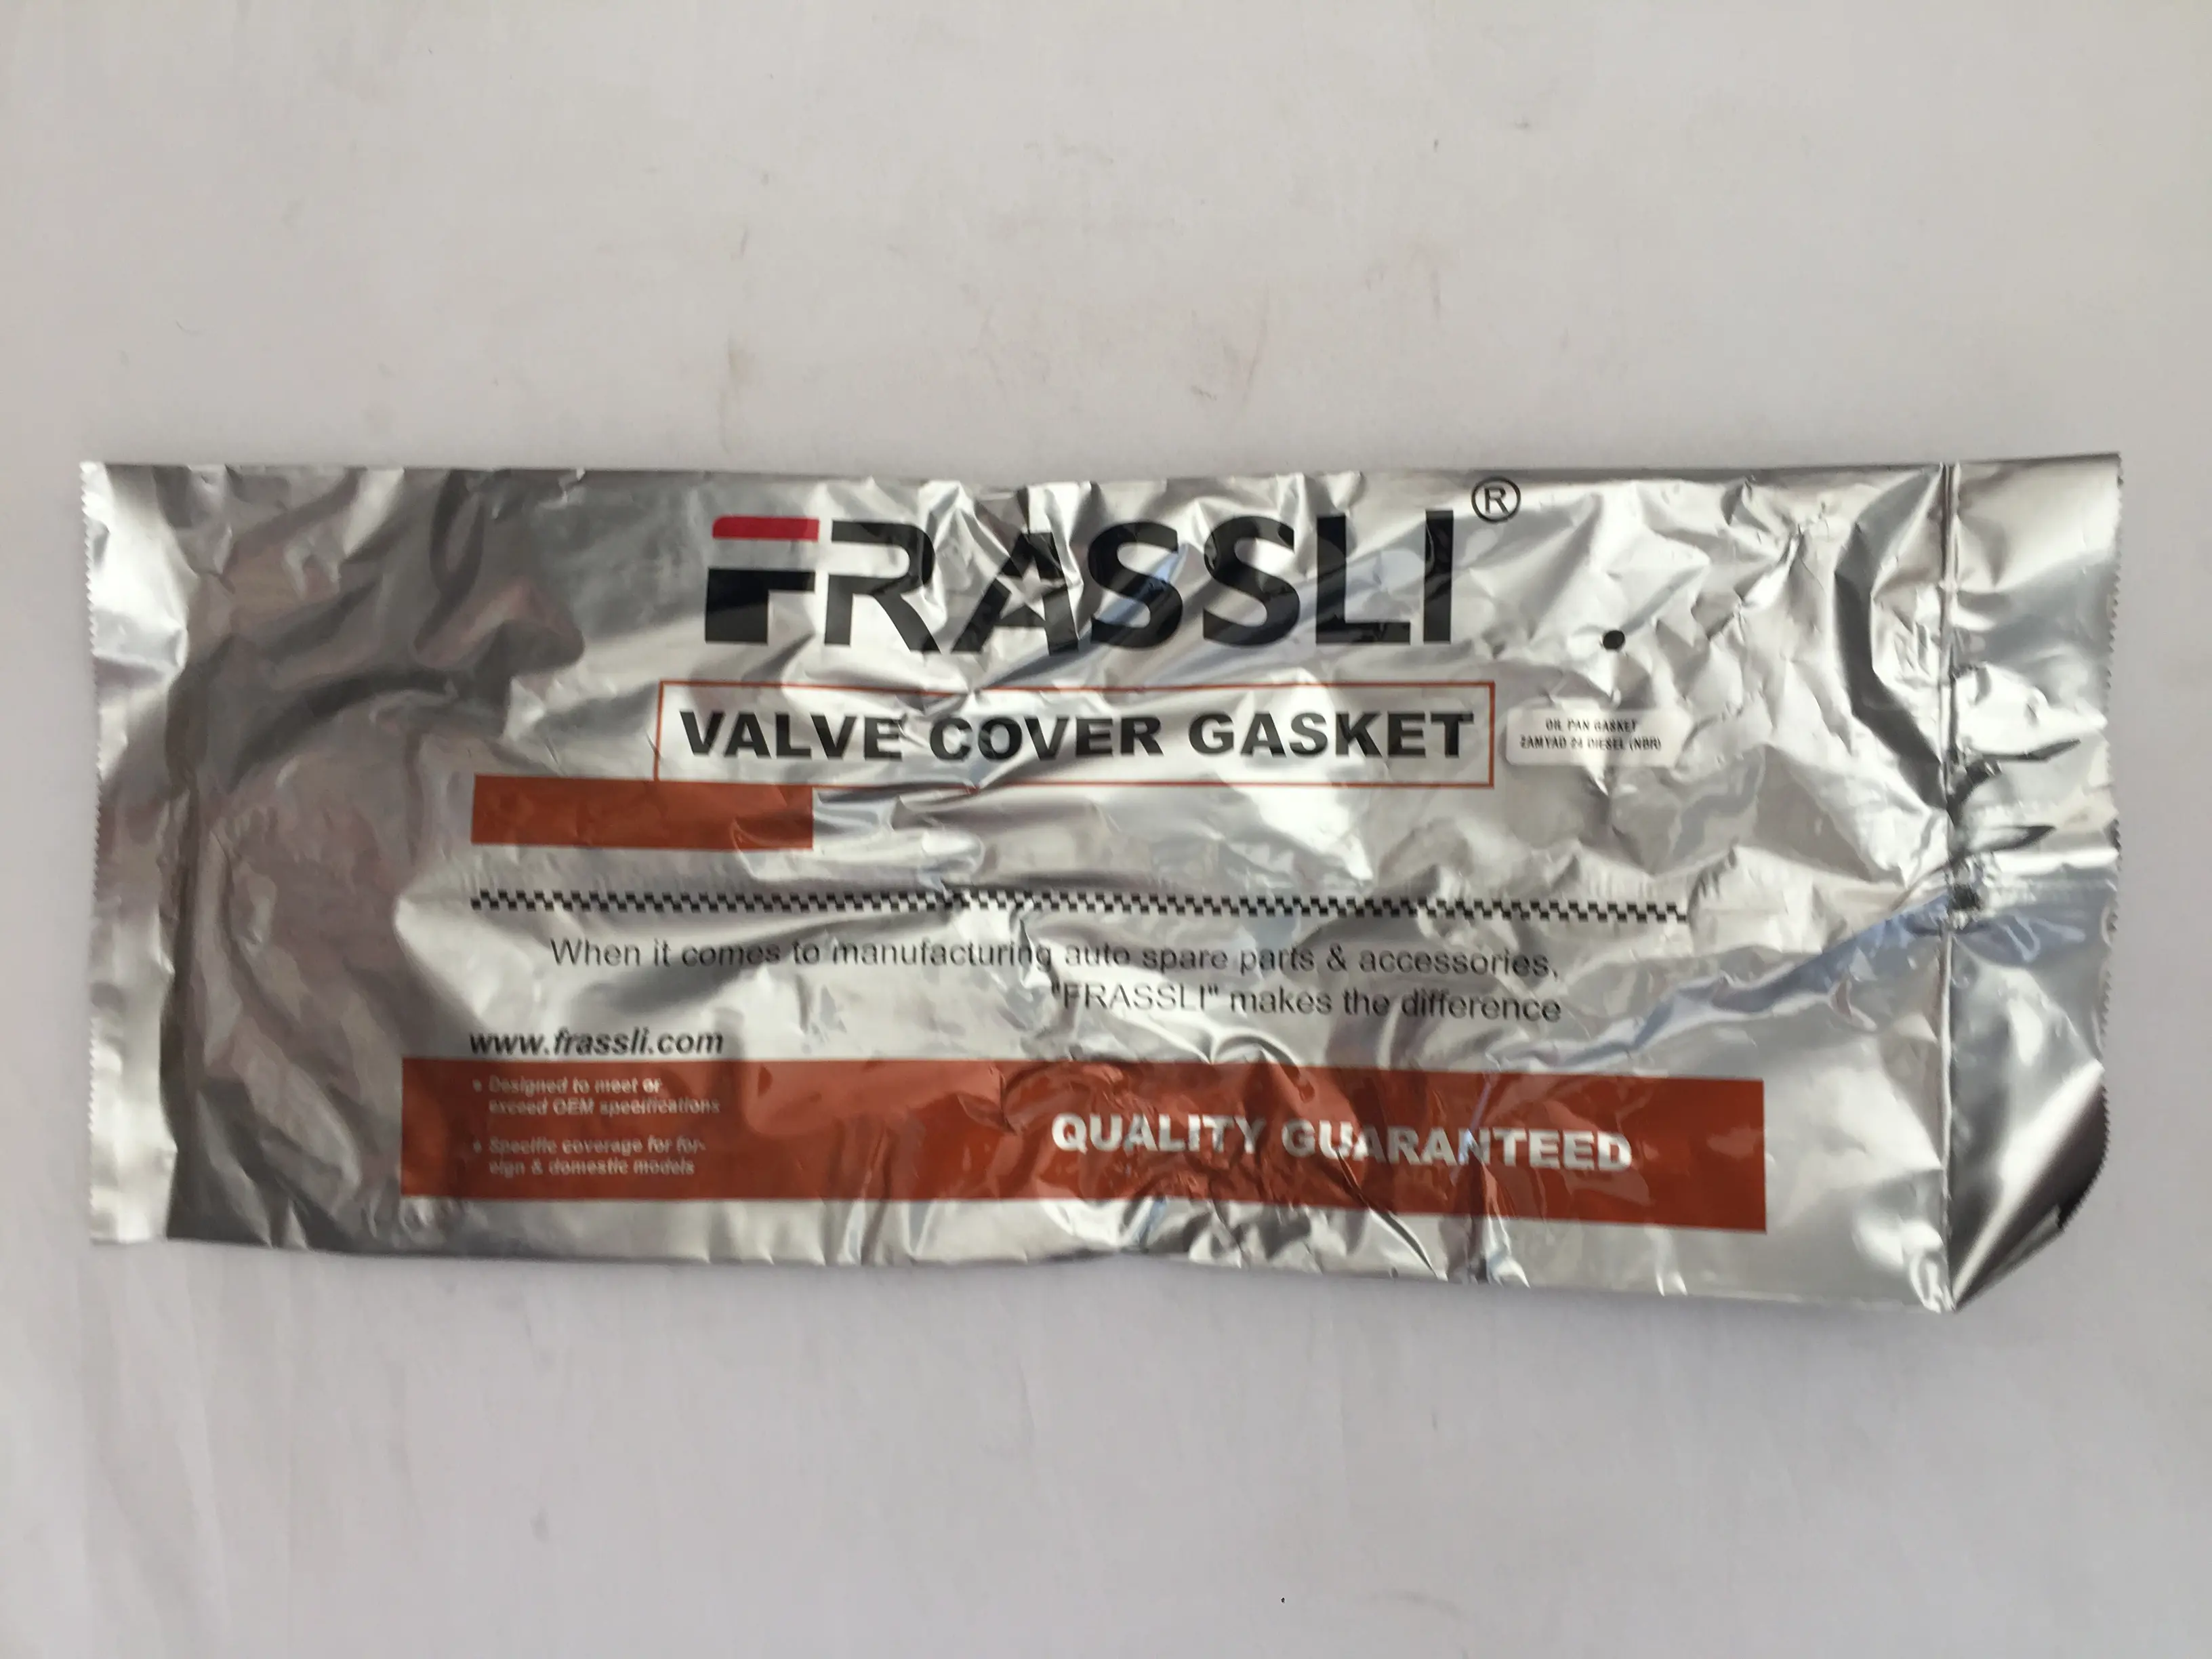 FRASSLI®
VALVE COVER GASKET
OIL PAN GASKET
ZAMYAD 24 DIESEL (NBR)
When it comes to manufacturing auto spare parts & accessories,
"FRASSLI" makes the difference
www.frassli.com
• Designed to meet or
exceed OEM specifications
• Specific coverage for for-
eign & domestic models
QUALITY GUARANTEED